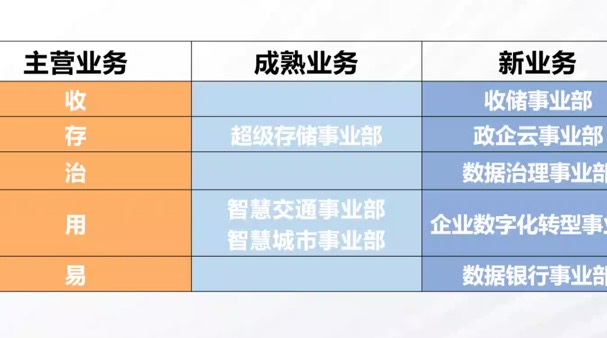 主营业务 成熟业务 新业务
收 收储事业部
存 超级存储事业部 政企云事业部
治 数据治理事业部
用 智慧交通事业部
智慧城市事业部 企业数字化转型事业
易 数据银行事业部